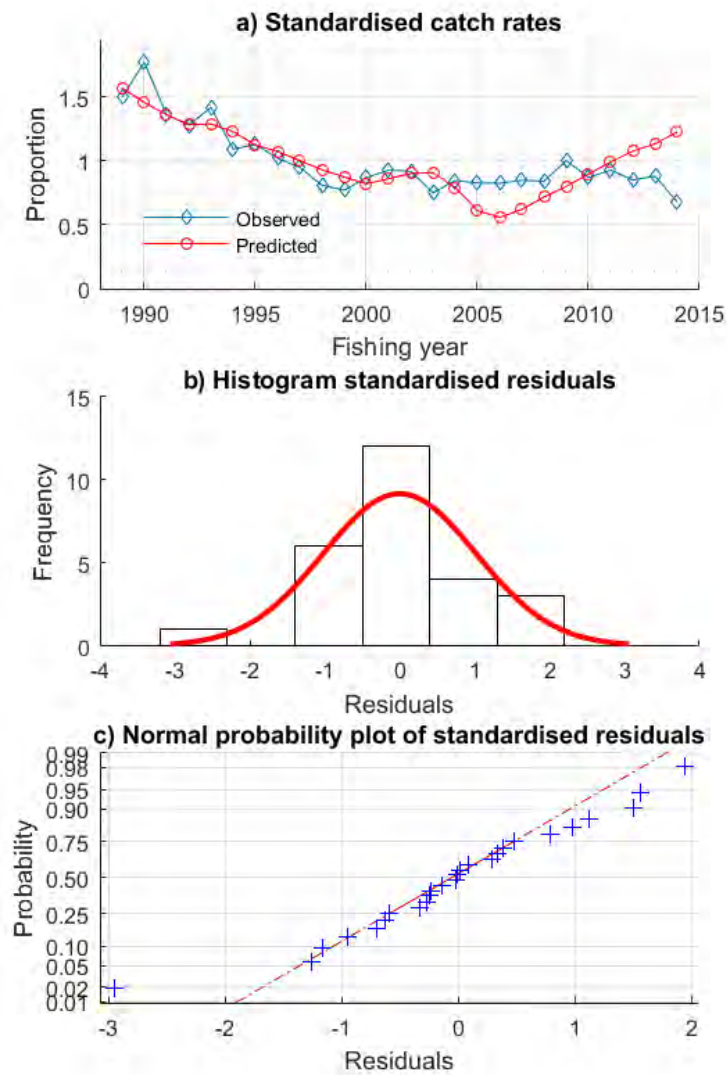 a) Standardised catch rates
Proportion
1.5
1
0.5
0
Observed
Predicted
1990 1995 2000 2005 2010 2015
Fishing year
b) Histogram standardised residuals
Frequency
15
10
5
0
-4 -3 -2 -1 0 1 2 3 4
Residuals
c) Normal probability plot of standardised residuals
Probability
0.99
0.98
0.95
0.90
0.75
0.50
0.25
0.10
0.05
0.02
0.01
-3 -2 -1 0 1 2
Residuals